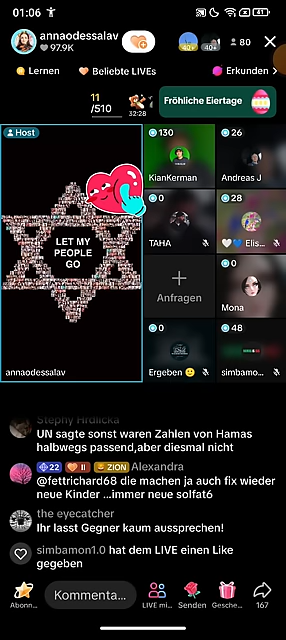 01:06
41
annaodessalav
97.9K
40+
40+
80
Lernen
Beliebte LIVEs
Erkunden
11
/510
32:28
Fröhliche Eiertage
Host
130
26
KianKerman
Andreas J
LET MY
PEOPLE
GO
0
28
TAHA
Elis...
Anfragen
0
Mona
0
48
annaodessalav
Ergeben
simbamo...
Stephy Hrdlicka
UN sagte sonst waren Zahlen von Hamas
halbwegs passend,aber diesmal nicht
22 II ZION Alexandra
@fettrichard68 die machen ja auch fix wieder
neue Kinder ...immer neue solfat6
the eyecatcher
Ihr lasst Gegner kaum aussprechen!
simbamon1.0 hat dem LIVE einen Like
gegeben
Abonn...
Kommenta...
LIVE mi...
Senden
Gesche...
167